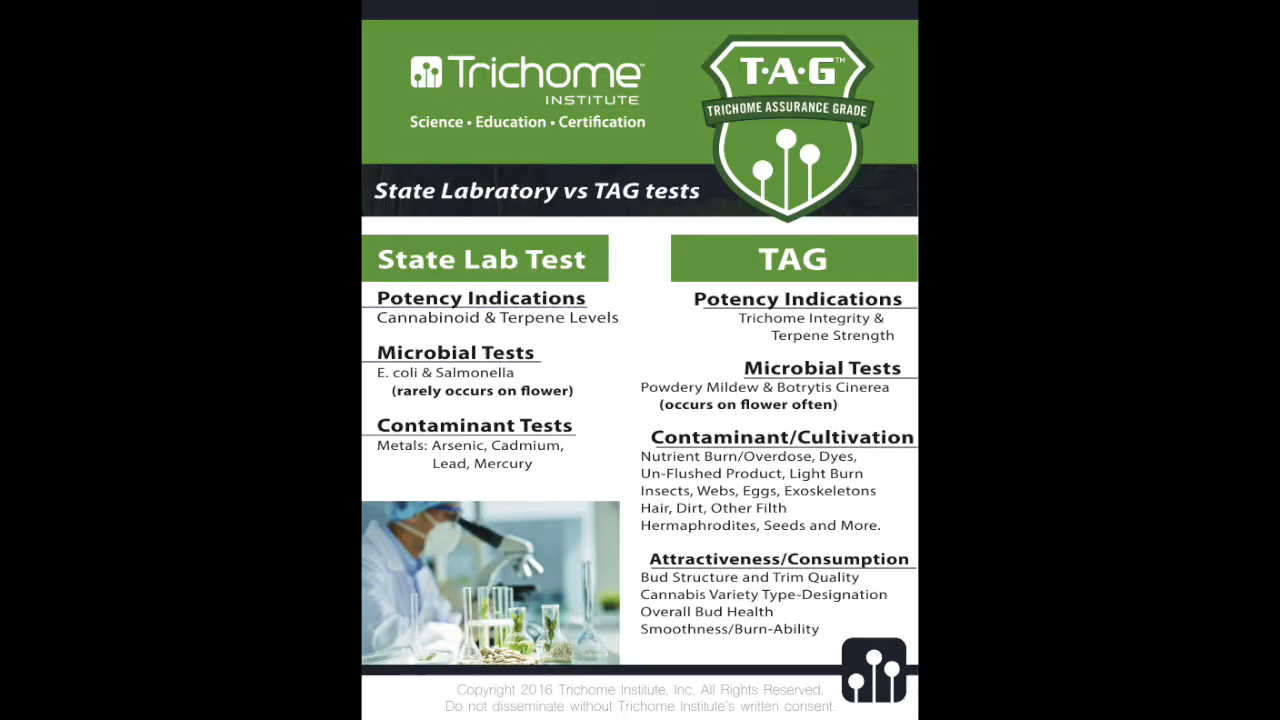 Trichome™
INSTITUTE
Science • Education • Certification
T·A·G™
TRICHOME ASSURANCE GRADE
State Labratory vs TAG tests
State Lab Test
Potency Indications
Cannabinoid & Terpene Levels
Microbial Tests
E. coli & Salmonella
(rarely occurs on flower)
Contaminant Tests
Metals: Arsenic, Cadmium,
Lead, Mercury
TAG
Potency Indications
Trichome Integrity &
Terpene Strength
Microbial Tests
Powdery Mildew & Botrytis Cinerea
(occurs on flower often)
Contaminant/Cultivation
Nutrient Burn/Overdose, Dyes,
Un-Flushed Product, Light Burn
Insects, Webs, Eggs, Exoskeletons
Hair, Dirt, Other Filth
Hermaphrodites, Seeds and More.
Attractiveness/Consumption
Bud Structure and Trim Quality
Cannabis Variety Type-Designation
Overall Bud Health
Smoothness/Burn-Ability
Copyright 2016 Trichome Institute, Inc. All Rights Reserved.
Do not disseminate without Trichome Institute's written consent.